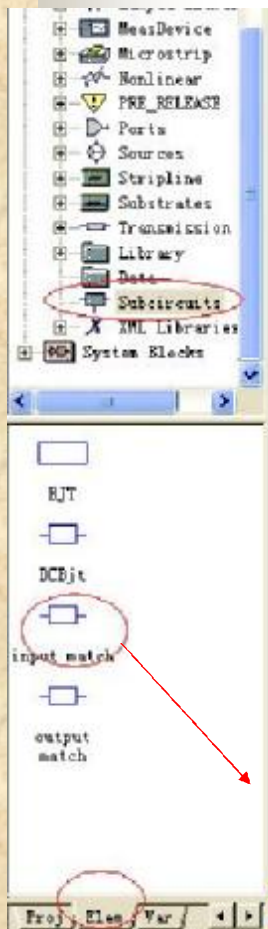 MeasDevice
Microstrip
Nonlinear
PRE_RELEASE
Ports
Sources
Stripline
Substrates
Transmission
Library
Data
Subcircuits
XML Libraries
System Blocks
BJT
DCBjt
input match
output
match
Proj
Elem
Var